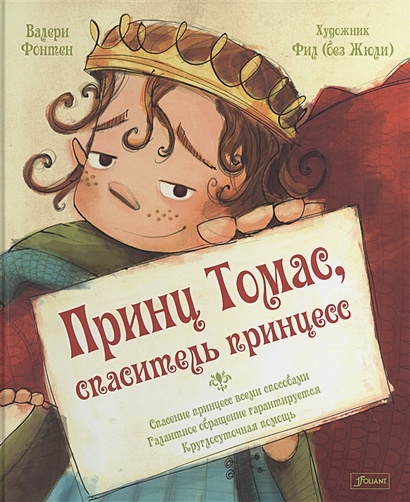 Валери
Фонтен
Художник
Фил (без Жюли)
Принц Томас,
спаситель принцесс
Спасение принцесс всеми способами
Галантное обращение гарантируется
Круглосуточная помощь
FOLIANT